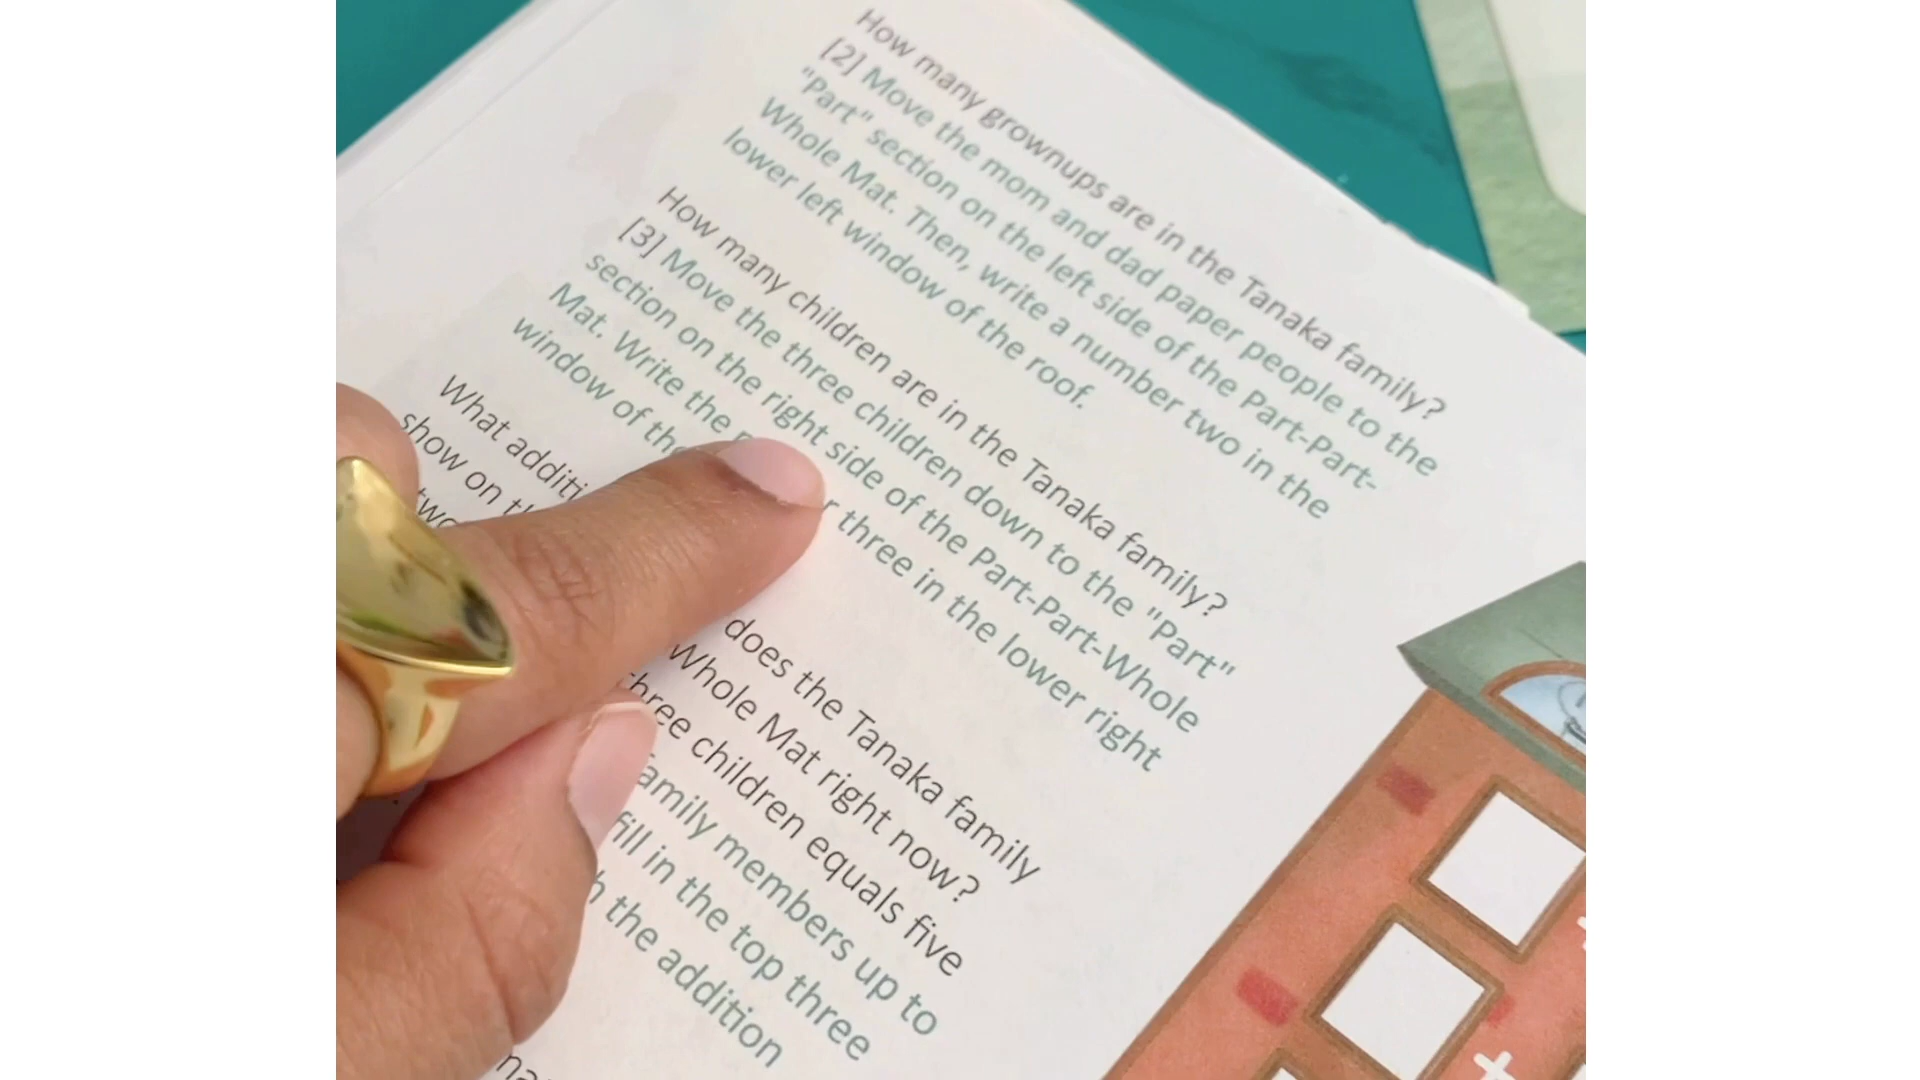 How many grownups are in the Tanaka family?
[2] Move the mom and dad paper people to the
"Part" section on the left side of the Part-Part-
Whole Mat. Then, write a number two in the
lower left window of the roof.
How many children are in the Tanaka family?
[3] Move the three children down to the "Part"
section on the right side of the Part-Part-Whole
Mat. Write the three in the lower right
window of the
What does the Tanaka family
show on Whole Mat right now?
two three children equals five
family members up to
fill in the top three
the addition